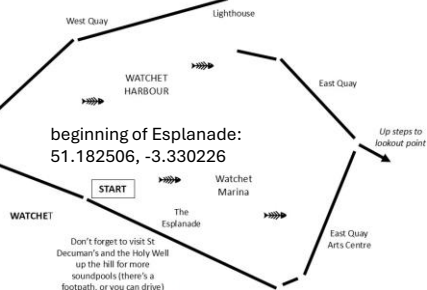 Lighthouse
West Quay
WATCHET
HARBOUR
East Quay
beginning of Esplanade:
51.182506, -3.330226
Up steps to
lookout point
START
Watchet
Marina
WATCHET
The
Esplanade
East Quay
Arts Centre
Don't forget to visit St
Decuman's and the Holy Well
up the hill for more
soundpools (there's a
footpath, or you can drive)